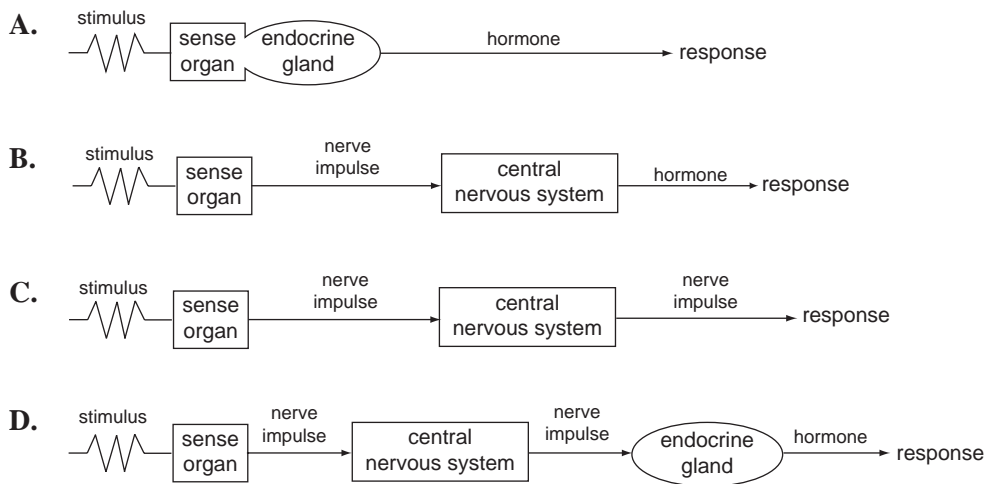 A.
stimulus
sense
organ
endocrine
gland
hormone
response
B.
stimulus
sense
organ
nerve
impulse
central
nervous system
hormone
response
C.
stimulus
sense
organ
nerve
impulse
central
nervous system
nerve
impulse
response
D.
stimulus
sense
organ
nerve
impulse
central
nervous system
nerve
impulse
endocrine
gland
hormone
response